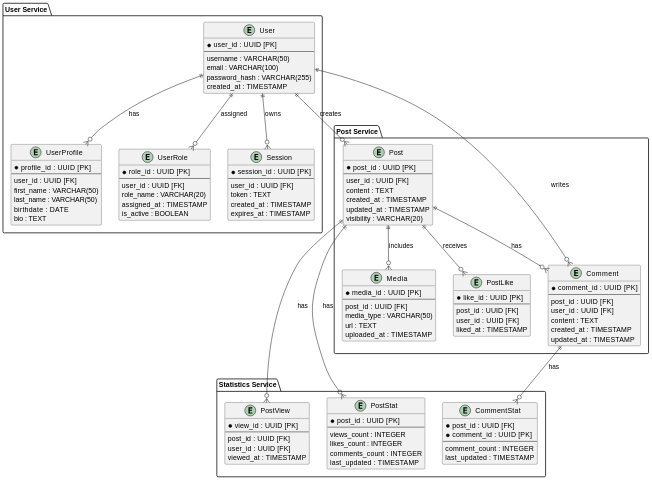 User Service
E User
user_id : UUID [PK]
username : VARCHAR(50)
email : VARCHAR(100)
password_hash : VARCHAR(255)
created_at : TIMESTAMP
has
assigned
owns
creates
writes
E UserProfile
profile_id : UUID [PK]
user_id : UUID [FK]
first_name : VARCHAR(50)
last_name : VARCHAR(50)
birthdate : DATE
bio : TEXT
E UserRole
role_id : UUID [PK]
user_id : UUID [FK]
role_name : VARCHAR(20)
assigned_at : TIMESTAMP
is_active : BOOLEAN
E Session
session_id : UUID [PK]
user_id : UUID [FK]
token : TEXT
created_at : TIMESTAMP
expires_at : TIMESTAMP
Post Service
E Post
post_id : UUID [PK]
user_id : UUID [FK]
content : TEXT
created_at : TIMESTAMP
updated_at : TIMESTAMP
visibility : VARCHAR(20)
includes
receives
has
has
has
E Media
media_id : UUID [PK]
post_id : UUID [FK]
media_type : VARCHAR(50)
url : TEXT
uploaded_at : TIMESTAMP
E PostLike
like_id : UUID [PK]
post_id : UUID [FK]
user_id : UUID [FK]
liked_at : TIMESTAMP
E Comment
comment_id : UUID [PK]
post_id : UUID [FK]
user_id : UUID [FK]
content : TEXT
created_at : TIMESTAMP
updated_at : TIMESTAMP
has
Statistics Service
E PostView
view_id : UUID [PK]
post_id : UUID [FK]
user_id : UUID [FK]
viewed_at : TIMESTAMP
E PostStat
post_id : UUID [PK]
views_count : INTEGER
likes_count : INTEGER
comments_count : INTEGER
last_updated : TIMESTAMP
E CommentStat
post_id : UUID [FK]
comment_id : UUID [PK]
comment_count : INTEGER
last_updated : TIMESTAMP